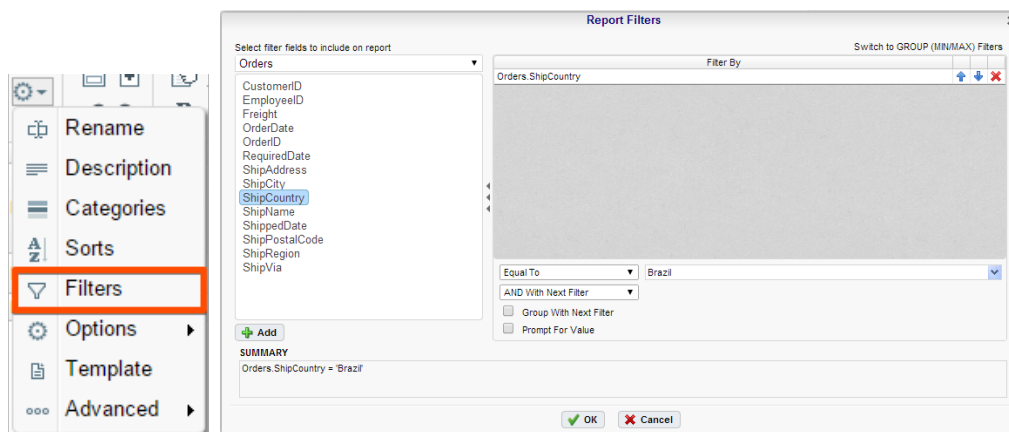 Rename
Description
Categories
Sorts
Filters
Options
Template
Advanced
Report Filters
Select filter fields to include on report
Switch to GROUP (MIN/MAX) Filters
Orders
CustomerID
EmployeeID
Freight
OrderDate
OrderID
RequiredDate
ShipAddress
ShipCity
ShipCountry
ShipName
ShippedDate
ShipPostalCode
ShipRegion
ShipVia
Add
Filter By
Orders.ShipCountry
Equal To
Brazil
AND With Next Filter
Group With Next Filter
Prompt For Value
SUMMARY
Orders.ShipCountry = 'Brazil'
OK
Cancel